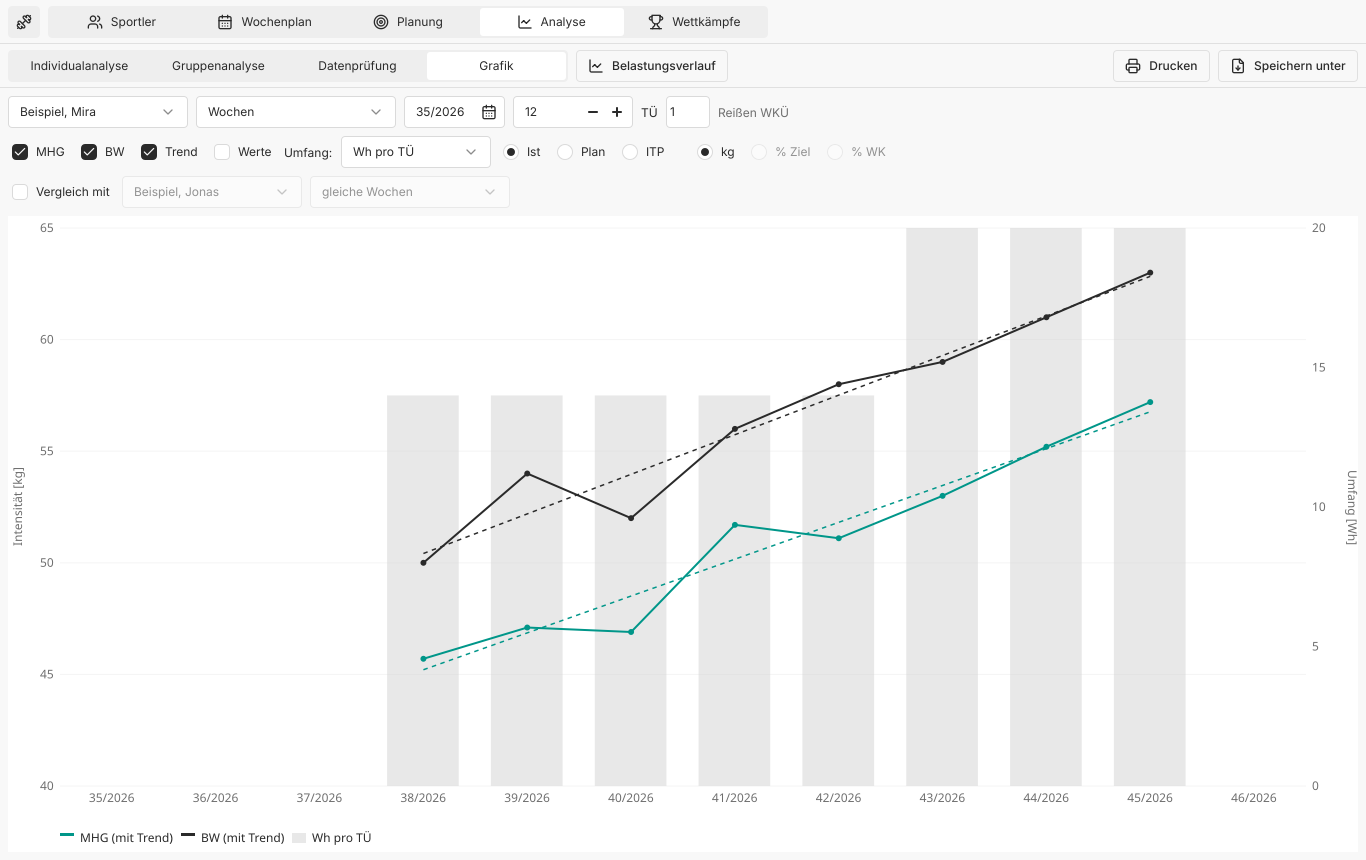 Sportler Wochenplan Planung Analyse Wettkämpfe
Individualanalyse Gruppenanalyse Datenprüfung Grafik Belastungsverlauf Drucken Speichern unter
Beispiel, Mira Wochen 35/2026 12 TÜ 1 Reißen WKÜ
MHG BW Trend Werte Umfang: Wh pro TÜ Ist Plan ITP kg % Ziel % WK
Vergleich mit Beispiel, Jonas gleiche Wochen
65 20
60
15
55
Intensität [kg]
Umfang [Wh]
10
50
5
45
40 0
35/2026 36/2026 37/2026 38/2026 39/2026 40/2026 41/2026 42/2026 43/2026 44/2026 45/2026 46/2026
MHG (mit Trend) BW (mit Trend) Wh pro TÜ